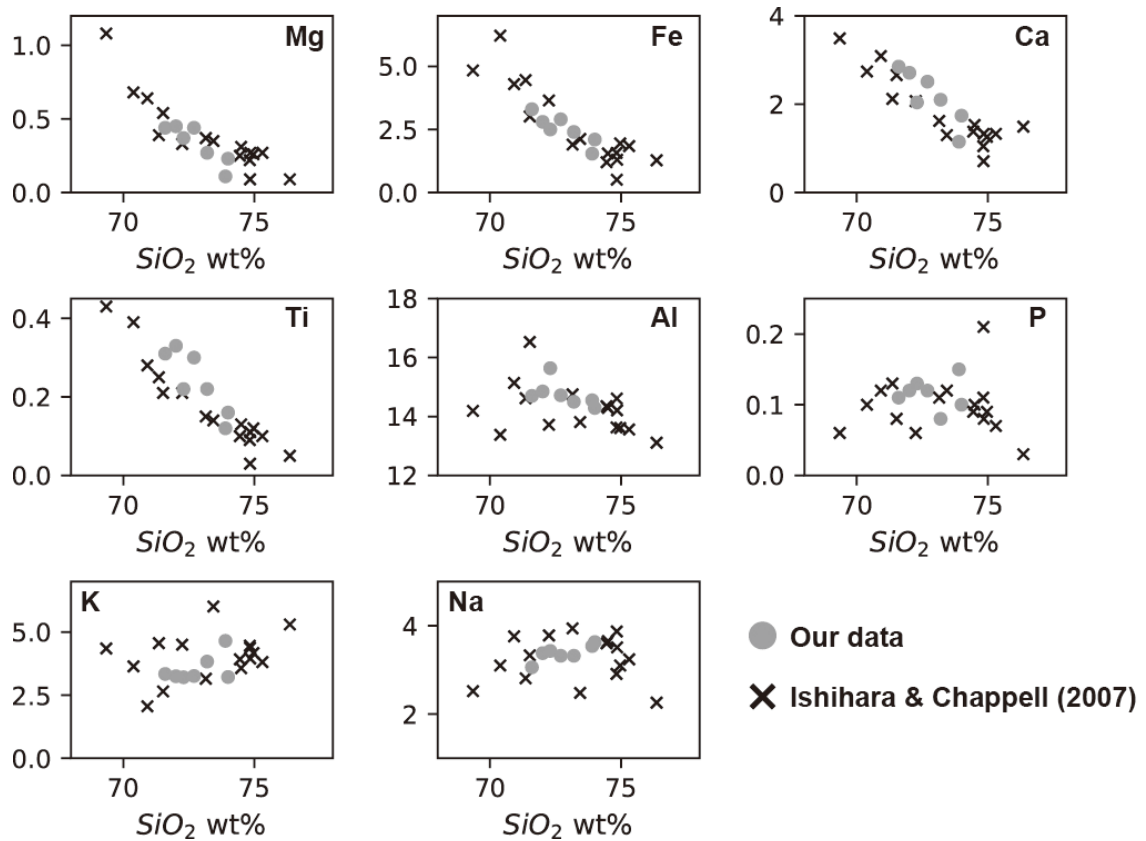 Mg
1.0
0.5
0.0
70 75
SiO₂ wt%
Fe
5.0
2.5
0.0
70 75
SiO₂ wt%
Ca
4
2
0
70 75
SiO₂ wt%
Ti
0.4
0.2
0.0
70 75
SiO₂ wt%
Al
18
16
14
12
70 75
SiO₂ wt%
P
0.2
0.1
0.0
70 75
SiO₂ wt%
K
5.0
2.5
0.0
70 75
SiO₂ wt%
Na
4
2
70 75
SiO₂ wt%
Our data
Ishihara & Chappell (2007)